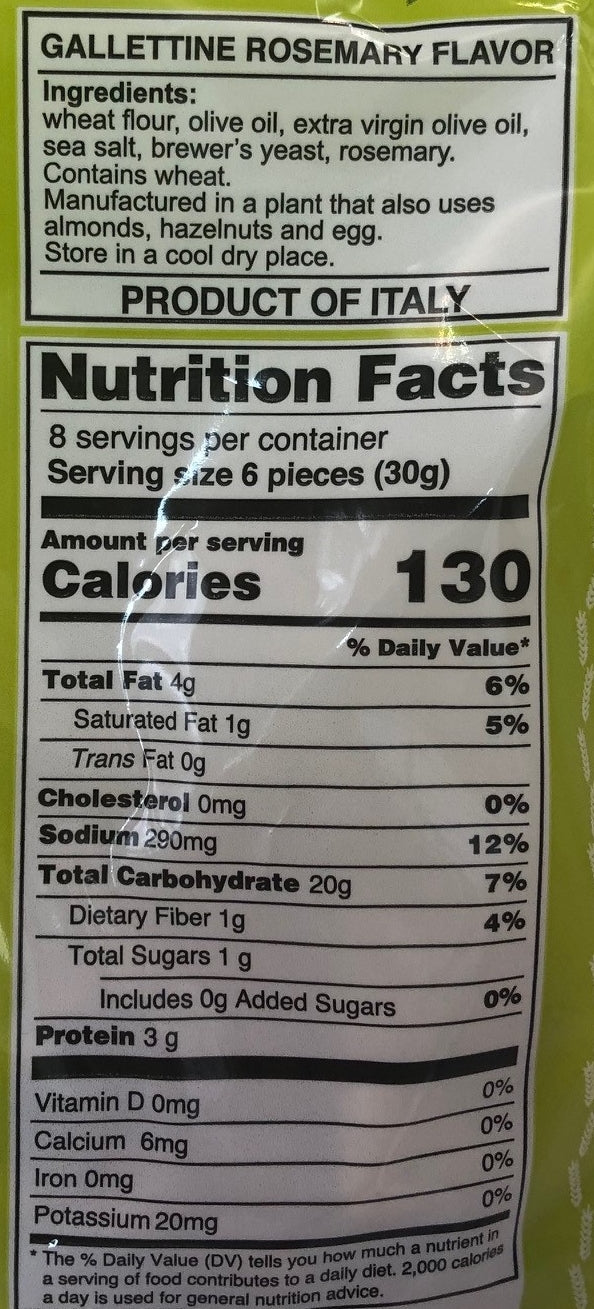 GALLETTINE ROSEMARY FLAVOR
Ingredients:
wheat flour, olive oil, extra virgin olive oil,
sea salt, brewer's yeast, rosemary.
Contains wheat.
Manufactured in a plant that also uses
almonds, hazelnuts and egg.
Store in a cool dry place.
PRODUCT OF ITALY
Nutrition Facts
8 servings per container
Serving size 6 pieces (30g)
Amount per serving
Calories 130
% Daily Value*
Total Fat 4g 6%
Saturated Fat 1g 5%
Trans Fat 0g
Cholesterol 0mg 0%
Sodium 290mg 12%
Total Carbohydrate 20g 7%
Dietary Fiber 1g 4%
Total Sugars 1 g
Includes 0g Added Sugars 0%
Protein 3 g
Vitamin D 0mg 0%
Calcium 6mg 0%
Iron 0mg 0%
Potassium 20mg 0%
* The % Daily Value (DV) tells you how much a nutrient in
a serving of food contributes to a daily diet. 2,000 calories
a day is used for general nutrition advice.